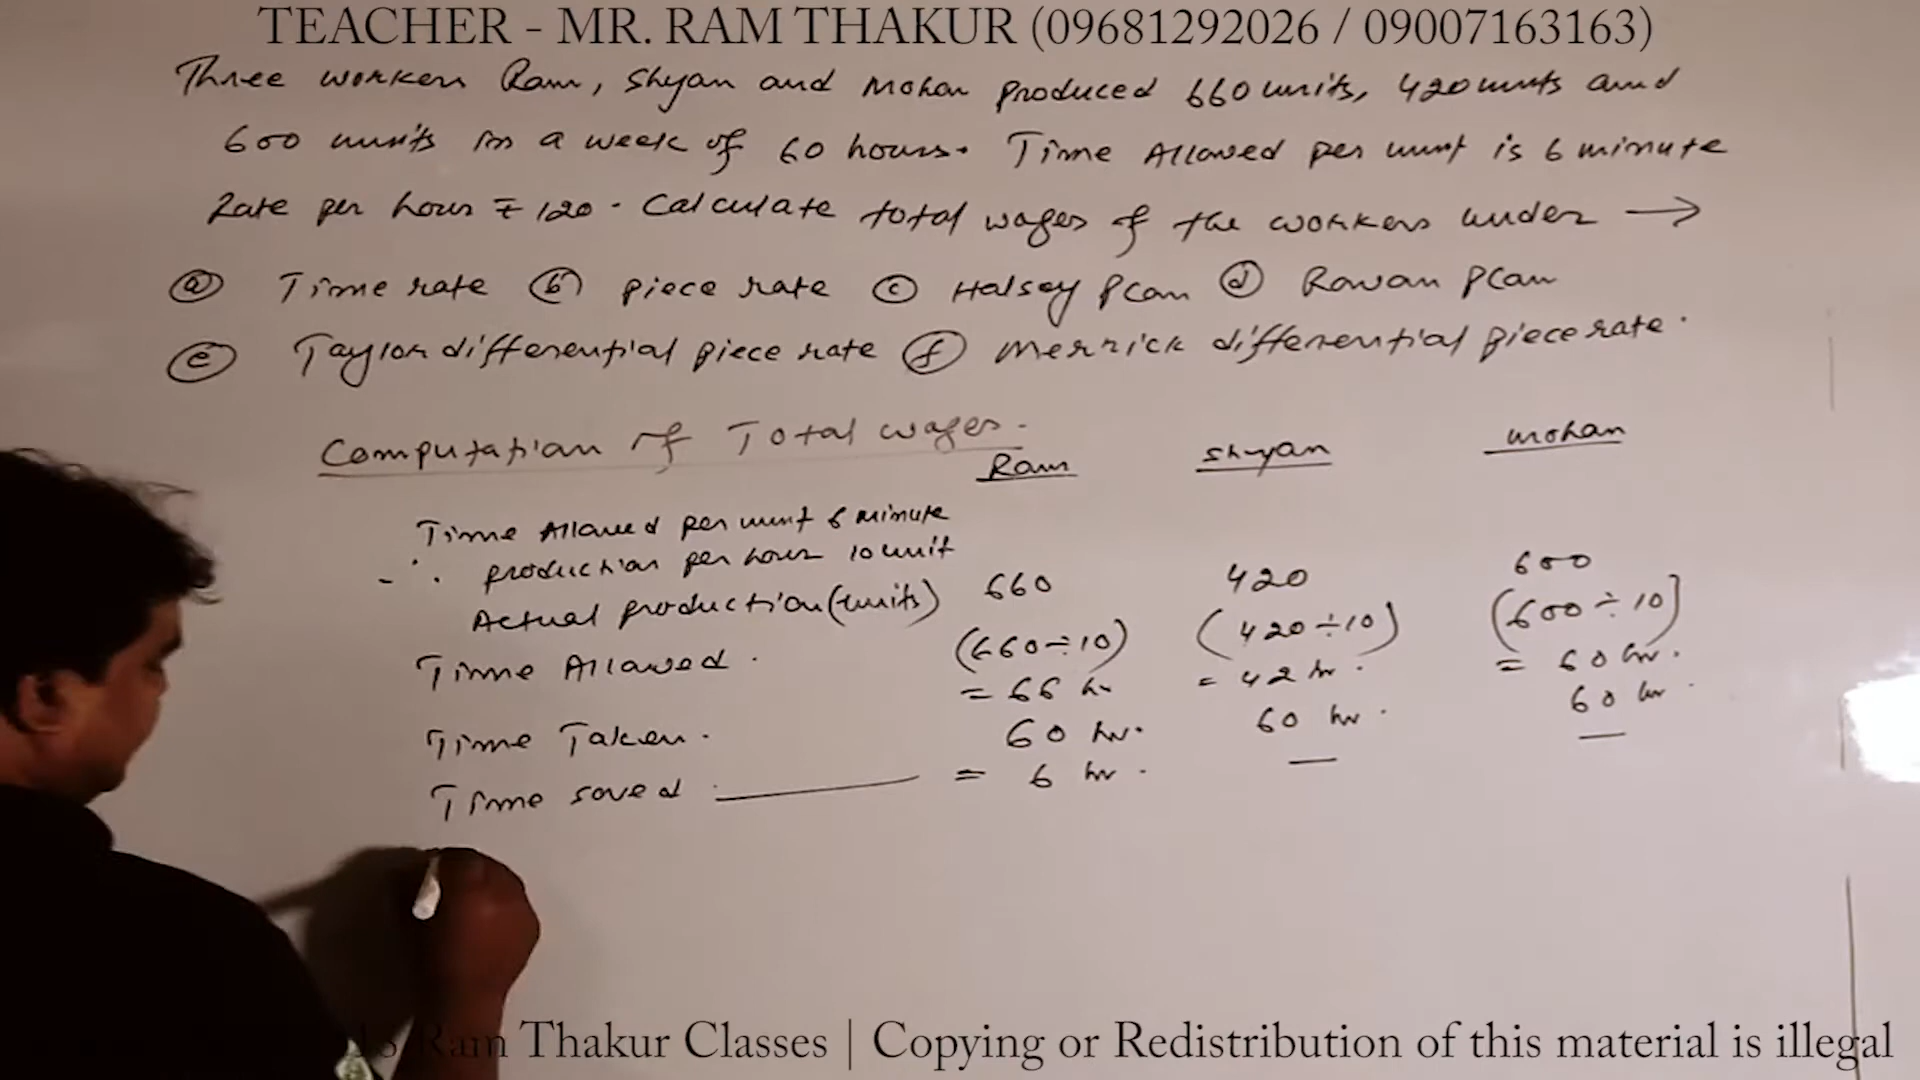 TEACHER - MR. RAM THAKUR (09681292026 / 09007163163)
Three workers Ram, Shyam and Mohan produced 660 units, 420 units and
600 units in a week of 60 hours. Time Allowed per unit is 6 minute
Rate per hour ₹ 120. Calculate total wages of the workers under →
(a) Time rate (b) piece rate (c) Halsey Plan (d) Rowan Plan
(e) Taylor differential piece rate (f) Merrick differential piece rate.
Computation of Total wages.
Ram Shyam Mohan
Time Allowed per unit 6 minute
∴ production per hour 10 unit
Actual production (units) 660 420 600
Time Allowed. (660÷10) (420÷10) (600÷10)
= 66 hr = 42 hr. = 60 hr.
Time Taken. 60 hr. 60 hr. 60 hr.
Time saved = 6 hr. — —
Ram Thakur Classes | Copying or Redistribution of this material is illegal